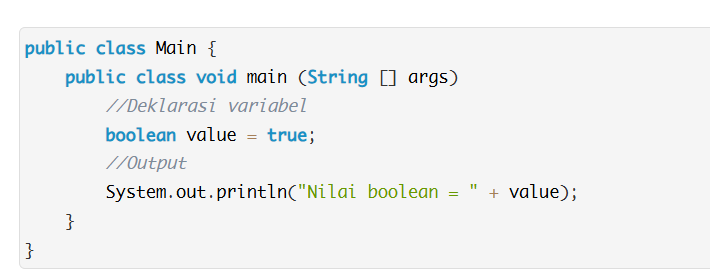 public class Main {
    public class void main (String [] args)
        //Deklarasi variabel
        boolean value = true;
        //Output
        System.out.println("Nilai boolean = " + value);
    }
}